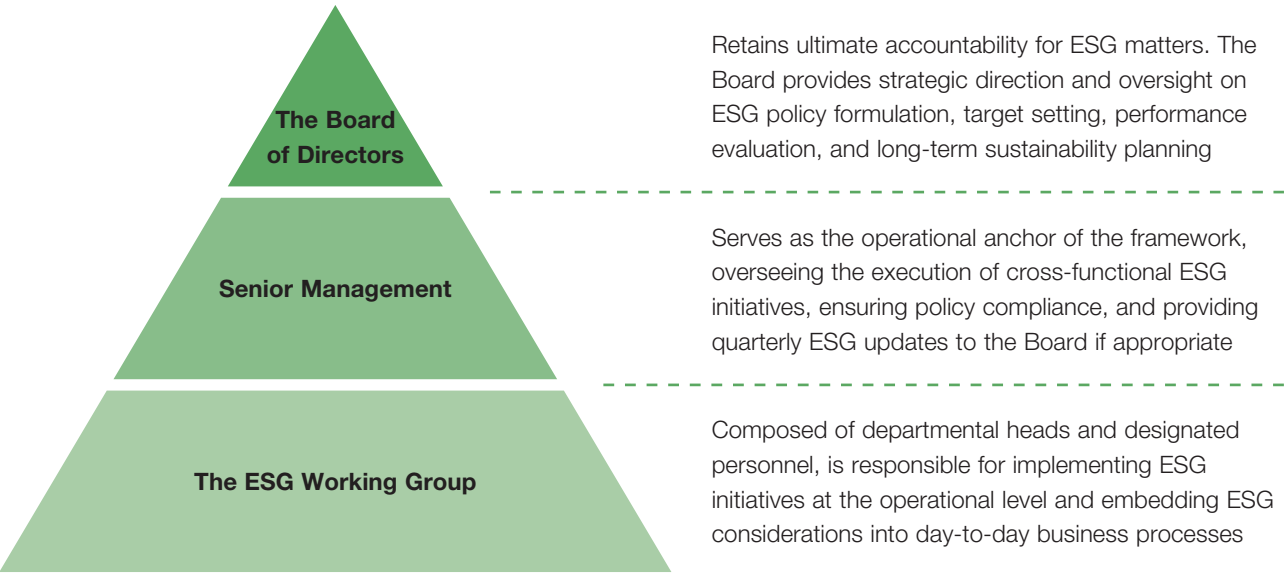 The Board
of Directors
Retains ultimate accountability for ESG matters. The
Board provides strategic direction and oversight on
ESG policy formulation, target setting, performance
evaluation, and long-term sustainability planning
Senior Management
Serves as the operational anchor of the framework,
overseeing the execution of cross-functional ESG
initiatives, ensuring policy compliance, and providing
quarterly ESG updates to the Board if appropriate
The ESG Working Group
Composed of departmental heads and designated
personnel, is responsible for implementing ESG
initiatives at the operational level and embedding ESG
considerations into day-to-day business processes